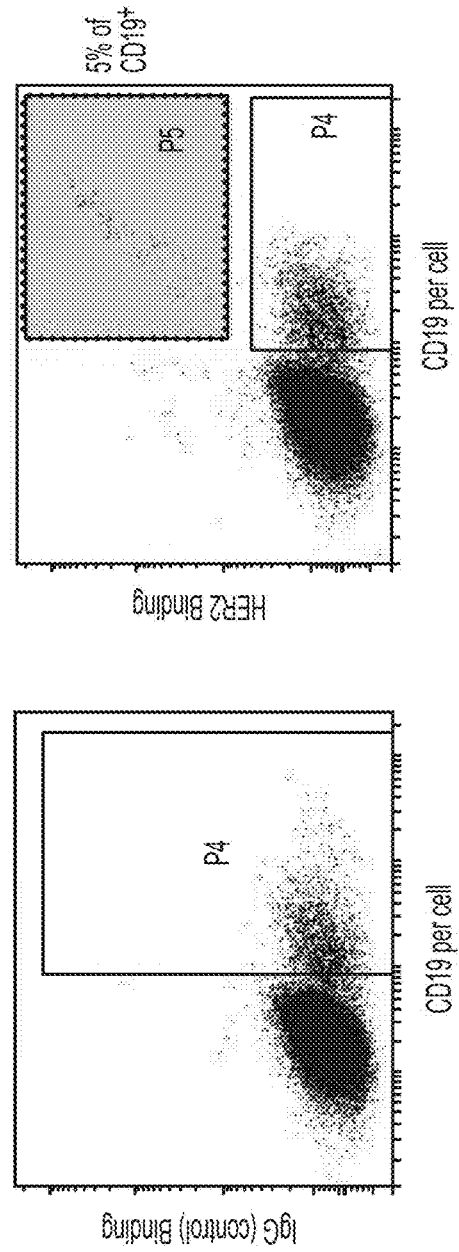 IgG (control) Binding
P4
CD19 per cell
HER2 Binding
P5
P4
5% of
CD19+
CD19 per cell